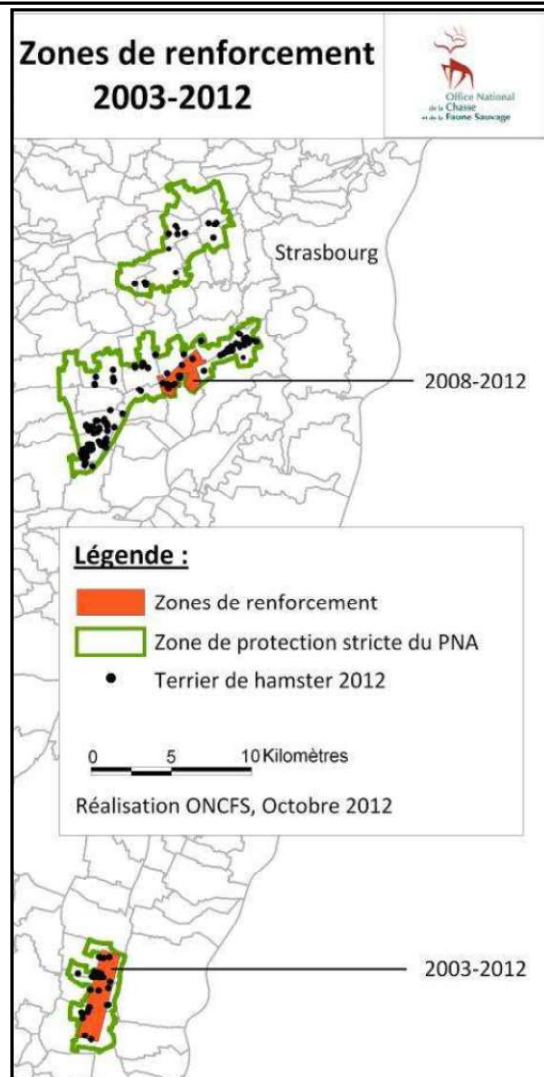 Zones de renforcement
2003-2012
Office National
de la Chasse
et de la Faune Sauvage
Strasbourg
2008-2012
Légende :
Zones de renforcement
Zone de protection stricte du PNA
Terrier de hamster 2012
0 5 10 Kilomètres
Réalisation ONCFS, Octobre 2012
2003-2012